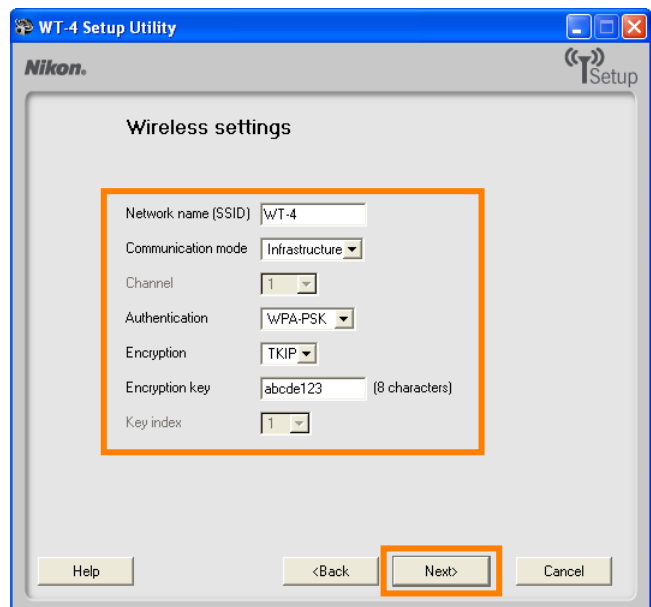 WT-4 Setup Utility
Nikon.
Setup
Wireless settings
Network name (SSID) WT-4
Communication mode Infrastructure
Channel 1
Authentication WPA-PSK
Encryption TKIP
Encryption key abcde123 (8 characters)
Key index 1
Help <Back Next> Cancel